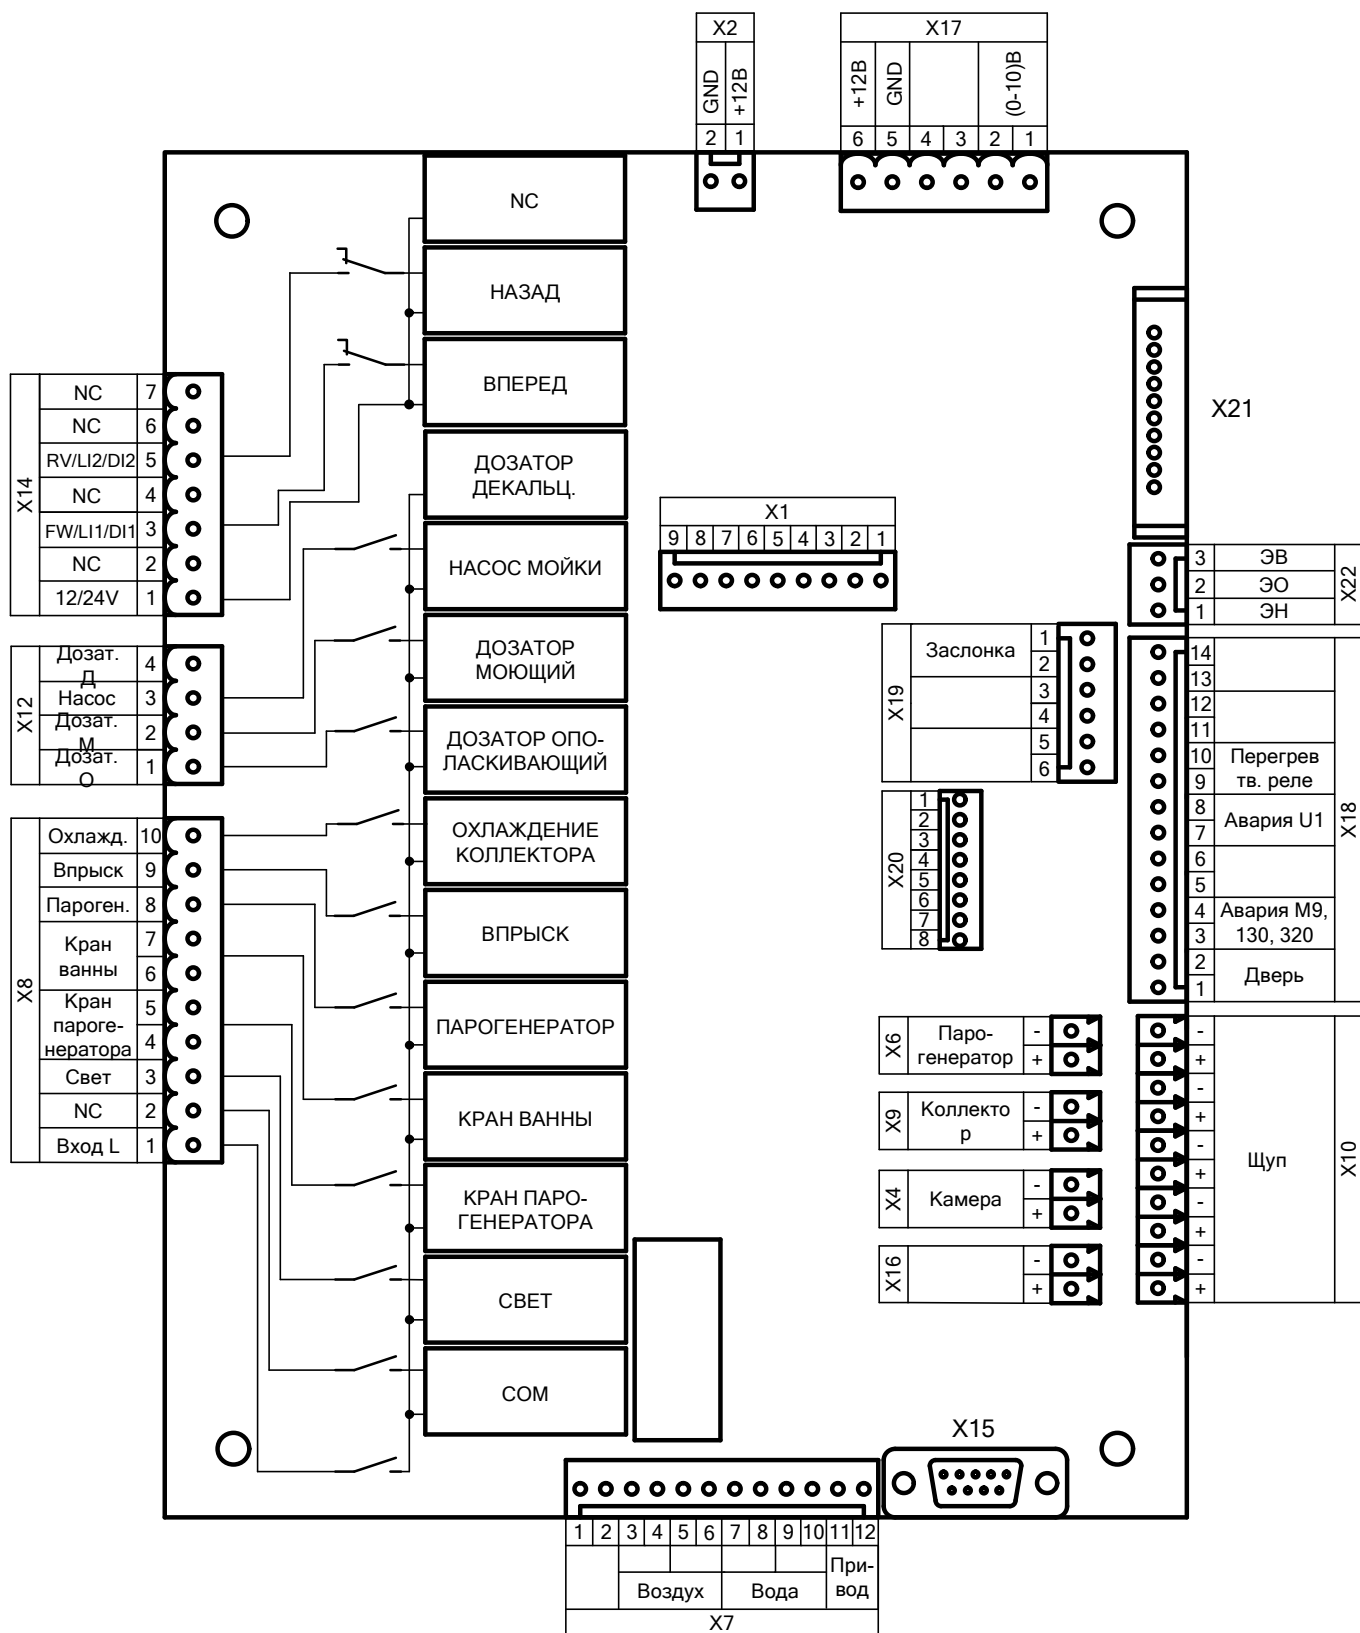 X2
GND
+12В
2 1
X17
+12В
GND
(0-10)В
6 5 4 3 2 1
NC
НАЗАД
ВПЕРЕД
ДОЗАТОР
ДЕКАЛЬЦ.
НАСОС МОЙКИ
ДОЗАТОР
МОЮЩИЙ
ДОЗАТОР ОПО-
ЛАСКИВАЮЩИЙ
ОХЛАЖДЕНИЕ
КОЛЛЕКТОРА
ВПРЫСК
ПАРОГЕНЕРАТОР
КРАН ВАННЫ
КРАН ПАРО-
ГЕНЕРАТОРА
СВЕТ
COM
X14
NC 7
NC 6
RV/LI2/DI2 5
NC 4
FW/LI1/DI1 3
NC 2
12/24V 1
X12
Дозат.
Д
4
Насос 3
Дозат.
М
2
Дозат.
О
1
X8
Охлажд. 10
Впрыск 9
Пароген. 8
Кран
ванны
7
6
Кран
пароге-
нератора
5
4
Свет 3
NC 2
Вход L 1
X1
9 8 7 6 5 4 3 2 1
X21
X22
3 ЭВ
2 ЭО
1 ЭН
X19
Заслонка
1
2
3
4
5
6
X20
1
2
3
4
5
6
7
8
X18
14
13
12
11
10
9
Перегрев
тв. реле
8
7
Авария U1
6
5
4
3
Авария М9,
130, 320
2
1
Дверь
X6
Паро-
генератор
-
+
X9
Коллекто
р
-
+
X4
Камера
-
+
X16
-
+
X10
Щуп
-
+
-
+
-
+
-
+
-
+
X15
1 2 3 4 5 6 7 8 9 10 11 12
Воздух
Вода
При-
вод
X7